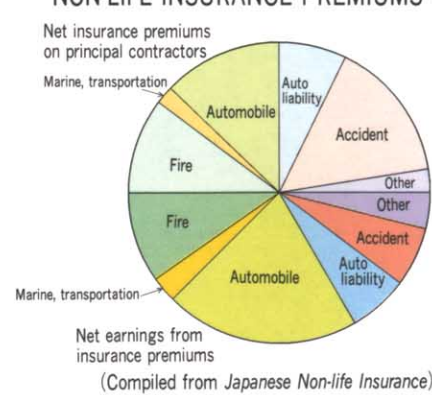 NON-LIFE INSURANCE PREMIUMS
Net insurance premiums
on principal contractors
Marine, transportation
Automobile
Auto
liability
Accident
Fire
Other
Other
Fire
Accident
Auto
liability
Automobile
Marine, transportation
Net earnings from
insurance premiums
(Compiled from Japanese Non-life Insurance)